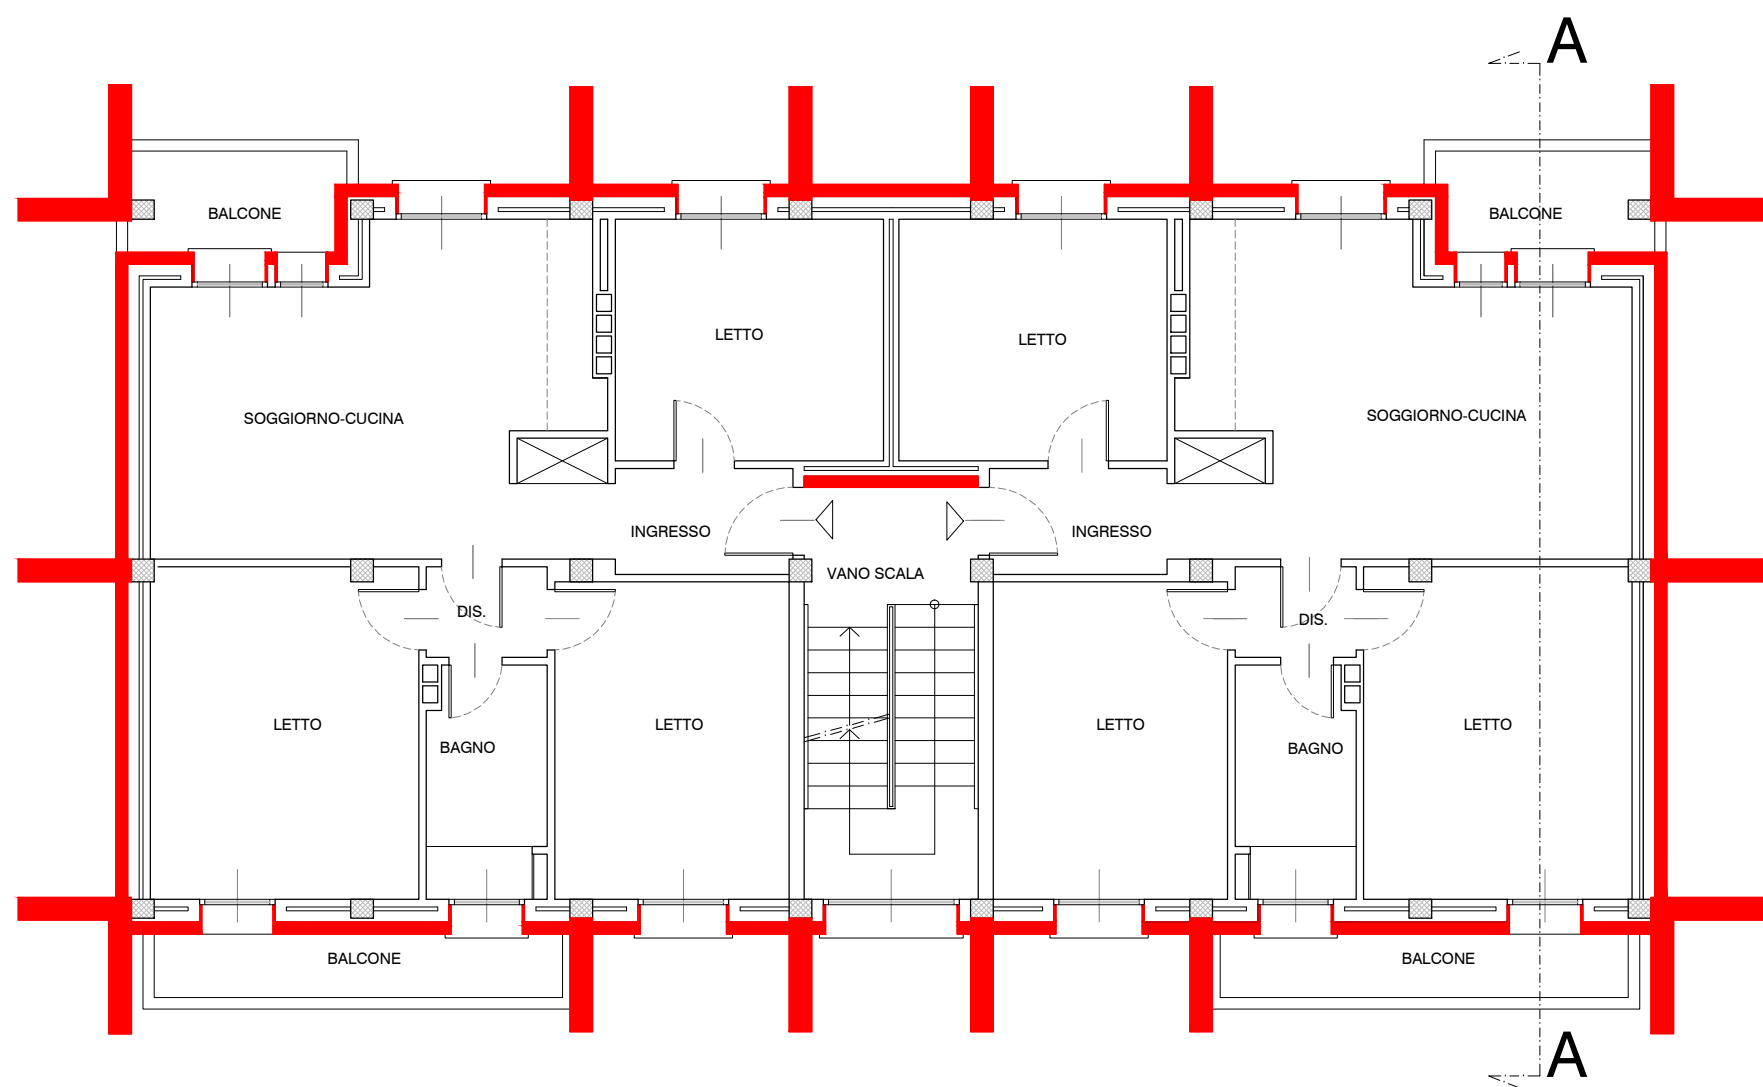 A
BALCONE
BALCONE
LETTO
LETTO
SOGGIORNO-CUCINA
SOGGIORNO-CUCINA
INGRESSO
INGRESSO
VANO SCALA
DIS.
DIS.
LETTO
LETTO
LETTO
LETTO
BAGNO
BAGNO
BALCONE
BALCONE
A